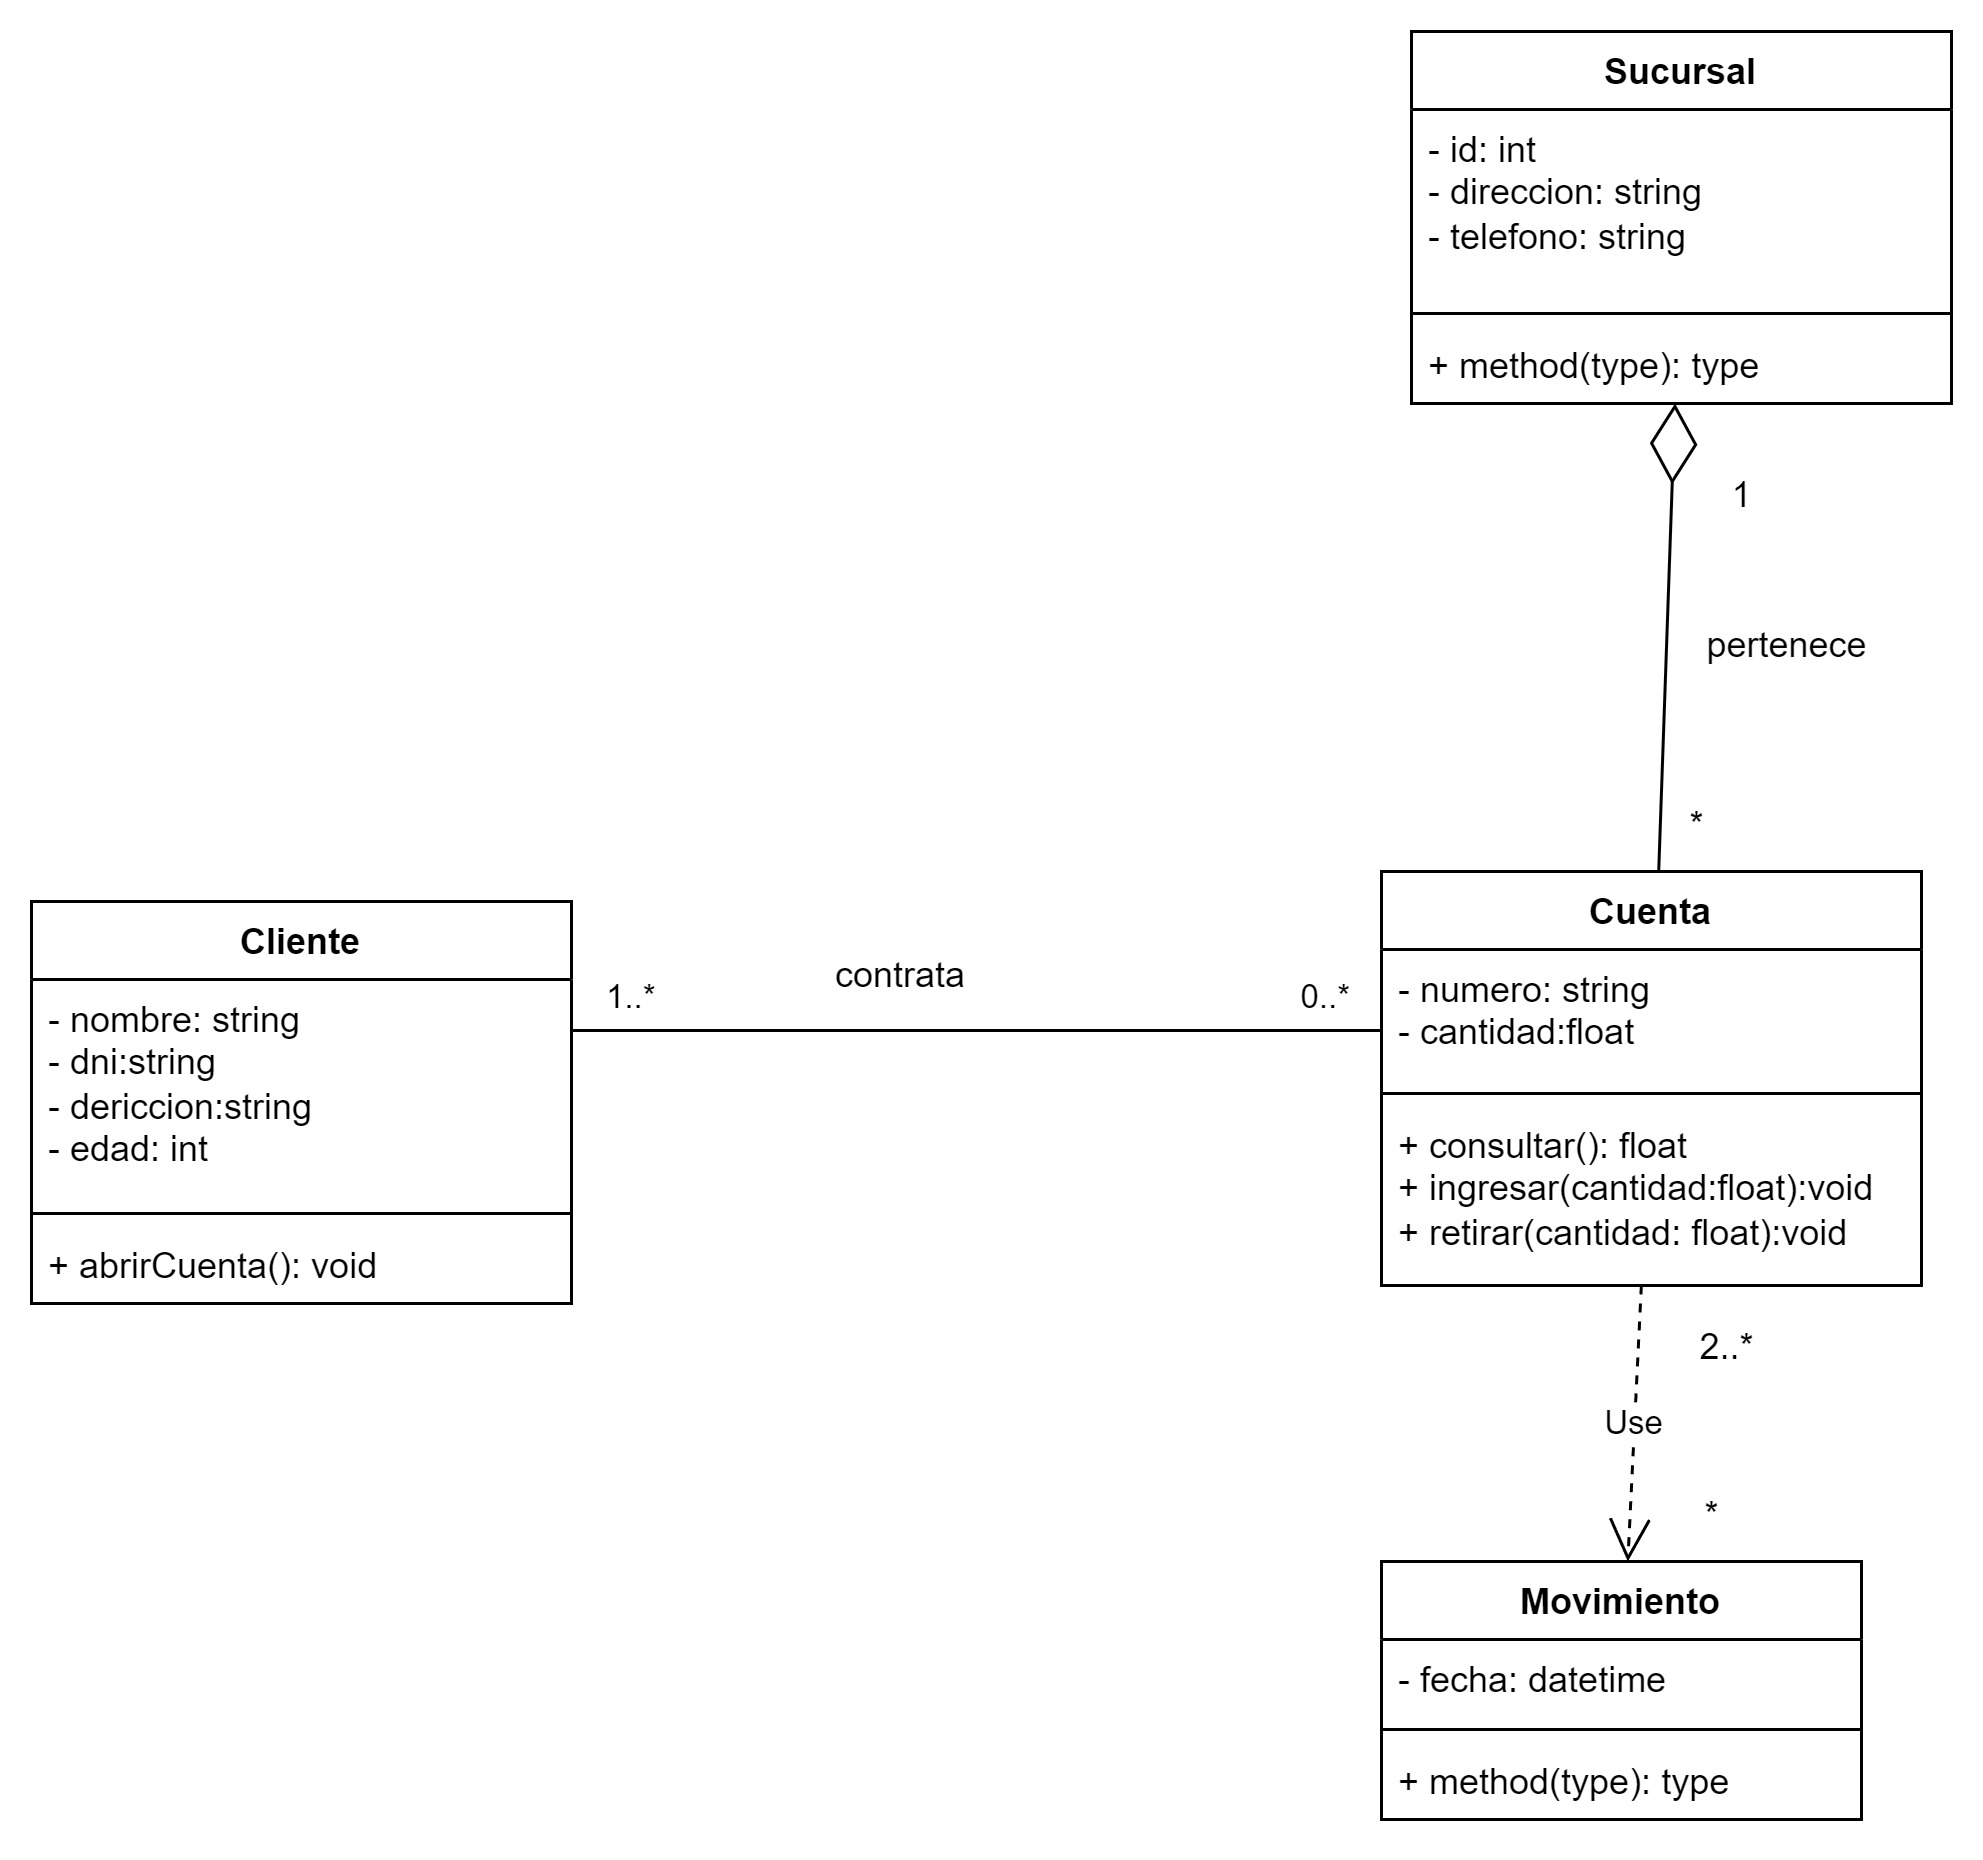 Sucursal
- id: int
- direccion: string
- telefono: string
+ method(type): type
1
pertenece
*
Cliente
- nombre: string
- dni:string
- dericcion:string
- edad: int
+ abrirCuenta(): void
1..*
contrata
0..*
Cuenta
- numero: string
- cantidad:float
+ consultar(): float
+ ingresar(cantidad:float):void
+ retirar(cantidad: float):void
2..*
Use
*
Movimiento
- fecha: datetime
+ method(type): type